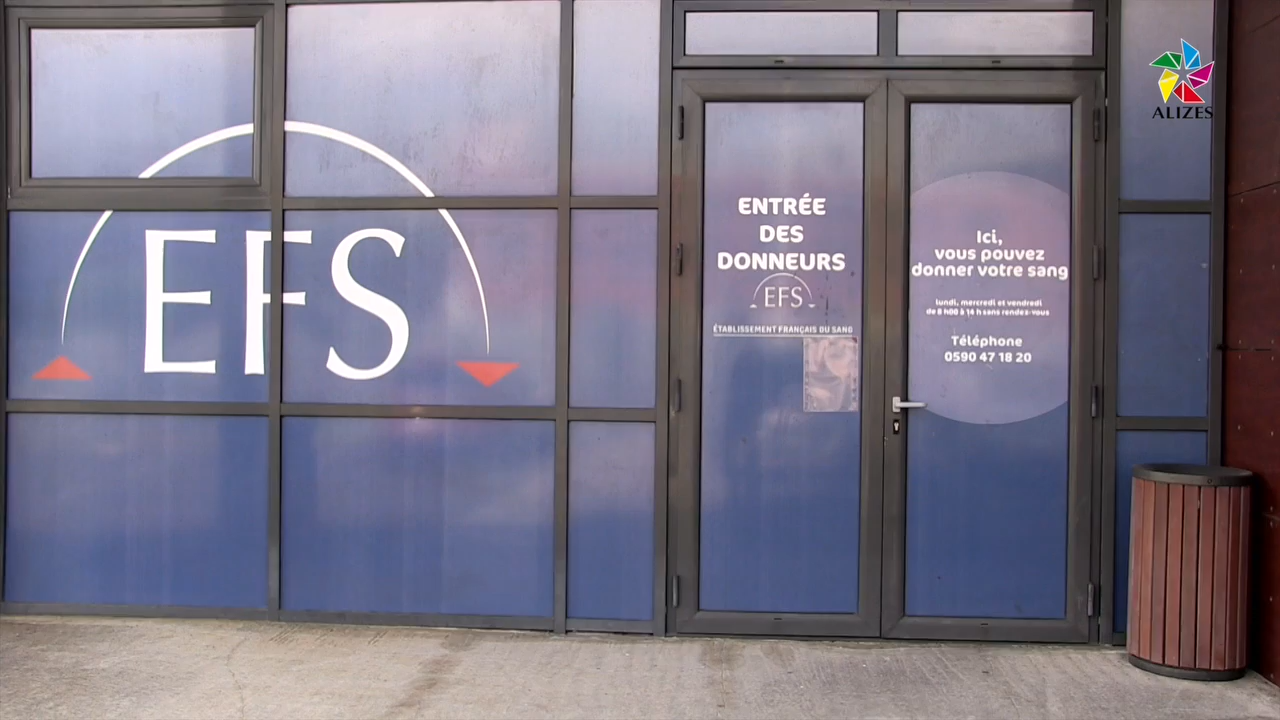 ALIZES
EFS
ENTRÉE
DES
DONNEURS
EFS
ÉTABLISSEMENT FRANÇAIS DU SANG
Ici,
vous pouvez
donner votre sang
lundi, mercredi et vendredi
de 8 h00 à 14 h sans rendez-vous
Téléphone
0590 47 18 20